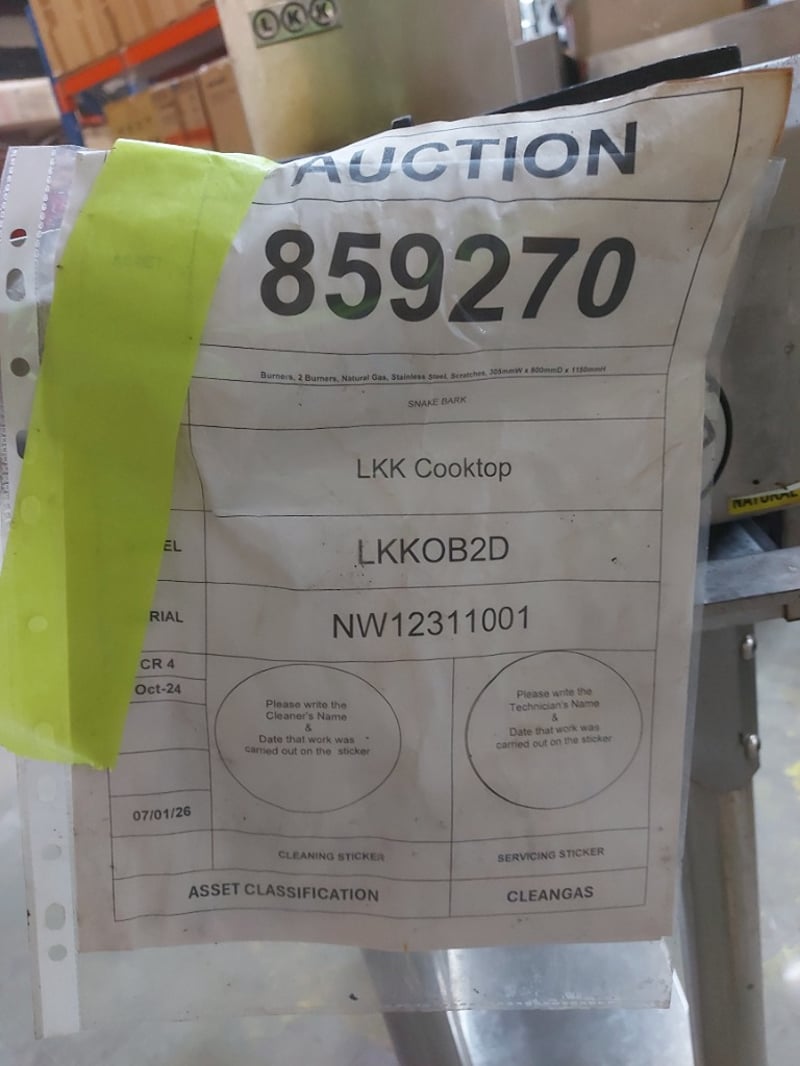 LKK
AUCTION
859270
Burners, 2 Burners, Natural Gas, Stainless Steel, Scratches, 305mmW x 800mmD x 1150mmH
SNAKE BARK
LKK Cooktop
EL
LKKOB2D
RIAL
NW12311001
CR 4
Oct-24
Please write the
Cleaner's Name
&
Date that work was
carried out on the sticker
Please write the
Technician's Name
&
Date that work was
carried out on the sticker
07/01/26
CLEANING STICKER
SERVICING STICKER
ASSET CLASSIFICATION
CLEANGAS
NATURAL